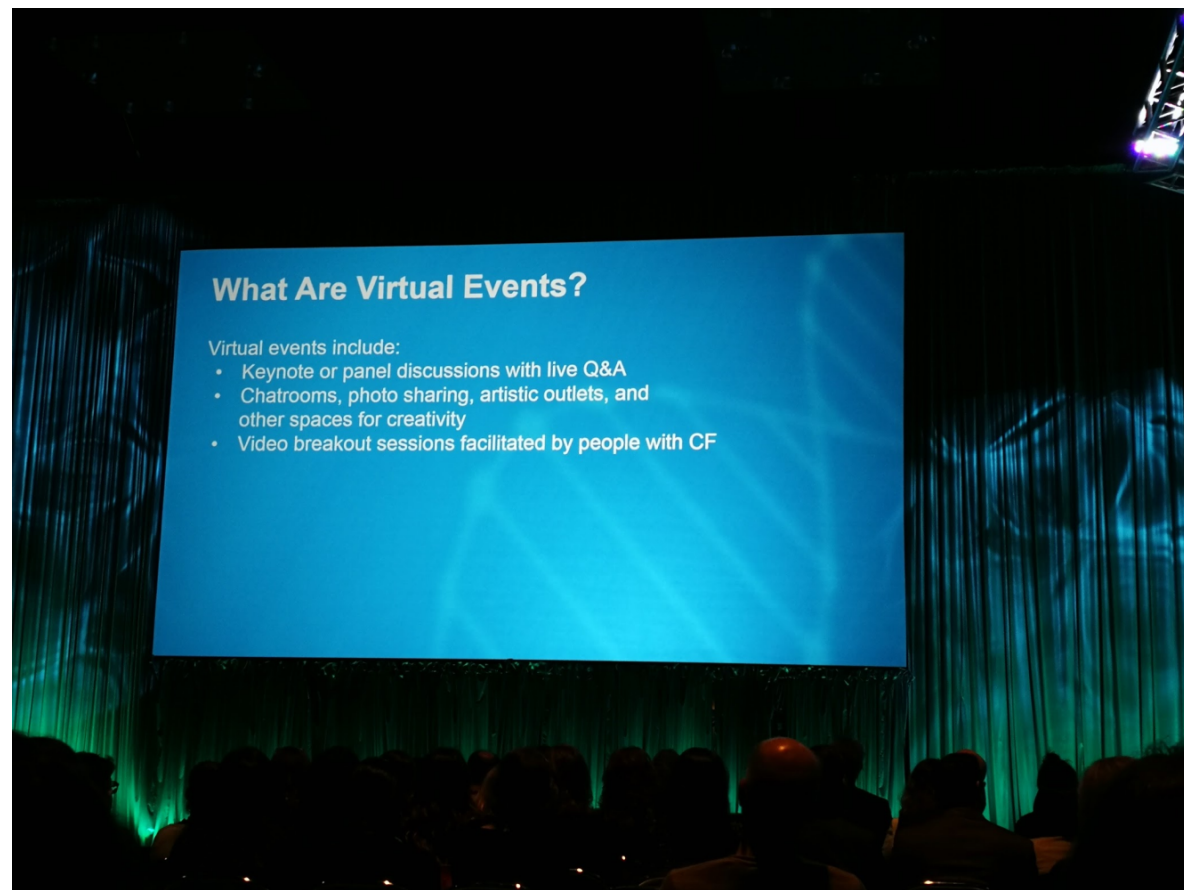 What Are Virtual Events?
Virtual events include:
• Keynote or panel discussions with live Q&A
• Chatrooms, photo sharing, artistic outlets, and
other spaces for creativity
• Video breakout sessions facilitated by people with CF